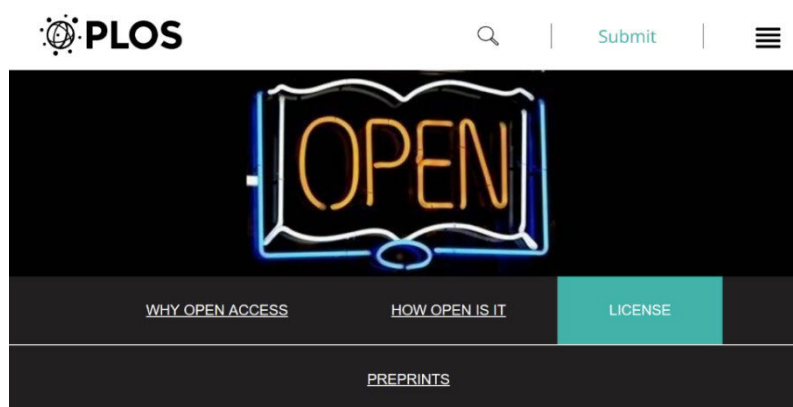 PLOS
Submit
OPEN
WHY OPEN ACCESS
HOW OPEN IS IT
LICENSE
PREPRINTS